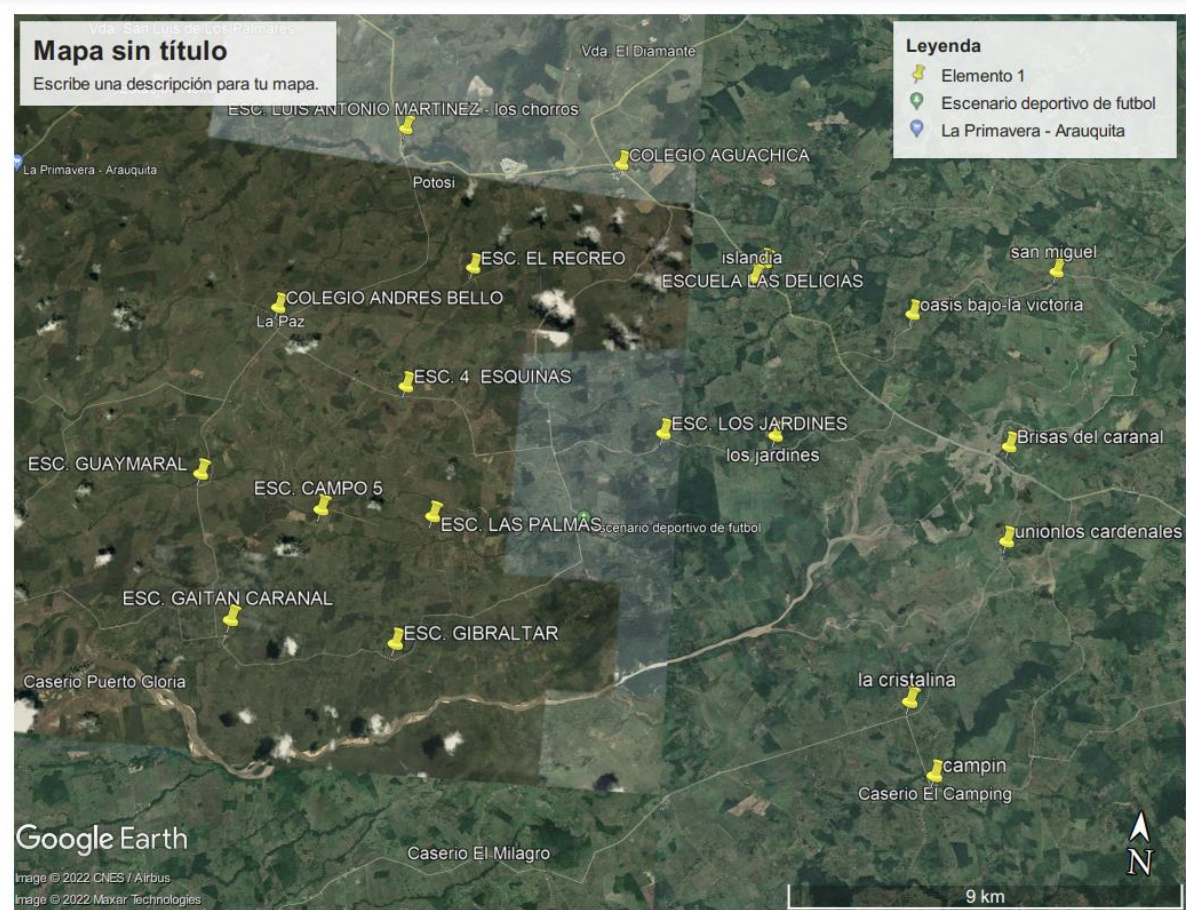 Vda. San Luis de Los Palmares
Mapa sin título
Escribe una descripción para tu mapa.
Vda. El Diamante
Leyenda
Elemento 1
Escenario deportivo de futbol
La Primavera - Arauquita
ESC. LUIS ANTONIO MARTINEZ - los chorros
COLEGIO AGUACHICA
La Primavera - Arauquita
Potosi
ESC. EL RECREO
islandia
ESCUELA LAS DELICIAS
san miguel
COLEGIO ANDRES BELLO
La Paz
oasis bajo-la victoria
ESC. 4 ESQUINAS
ESC. LOS JARDINES
los jardines
Brisas del caranal
ESC. GUAYMARAL
ESC. CAMPO 5
ESC. LAS PALMAS
scenario deportivo de futbol
unionlos cardenales
ESC. GAITAN CARANAL
ESC. GIBRALTAR
Caserio Puerto Gloria
la cristalina
campin
Caserio El Camping
Google Earth
Caserio El Milagro
N
Image © 2022 CNES / Airbus
Image © 2022 Maxar Technologies
9 km